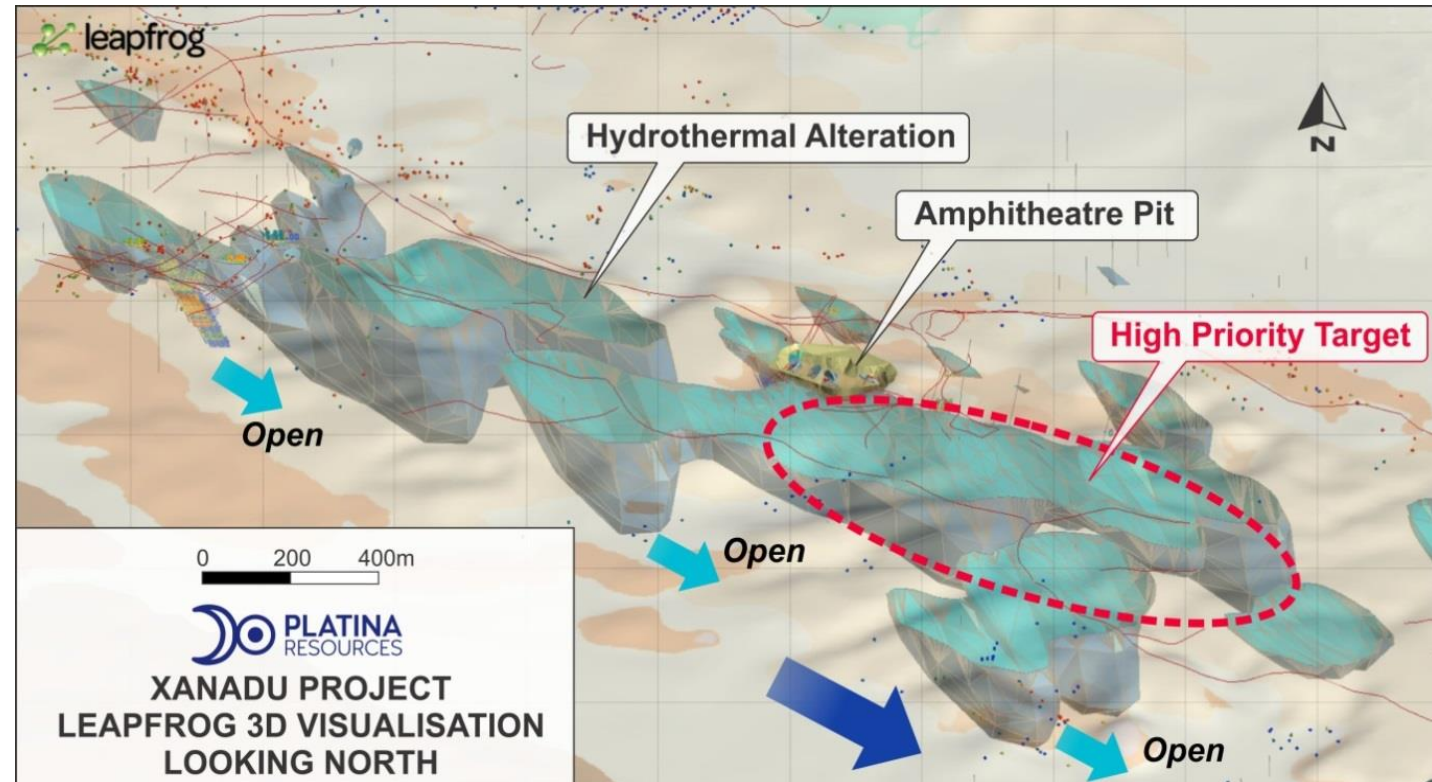 leapfrog
Hydrothermal Alteration
N
Amphitheatre Pit
High Priority Target
Open
Open
0 200 400m
PLATINA
RESOURCES
XANADU PROJECT
LEAPFROG 3D VISUALISATION
LOOKING NORTH
Open